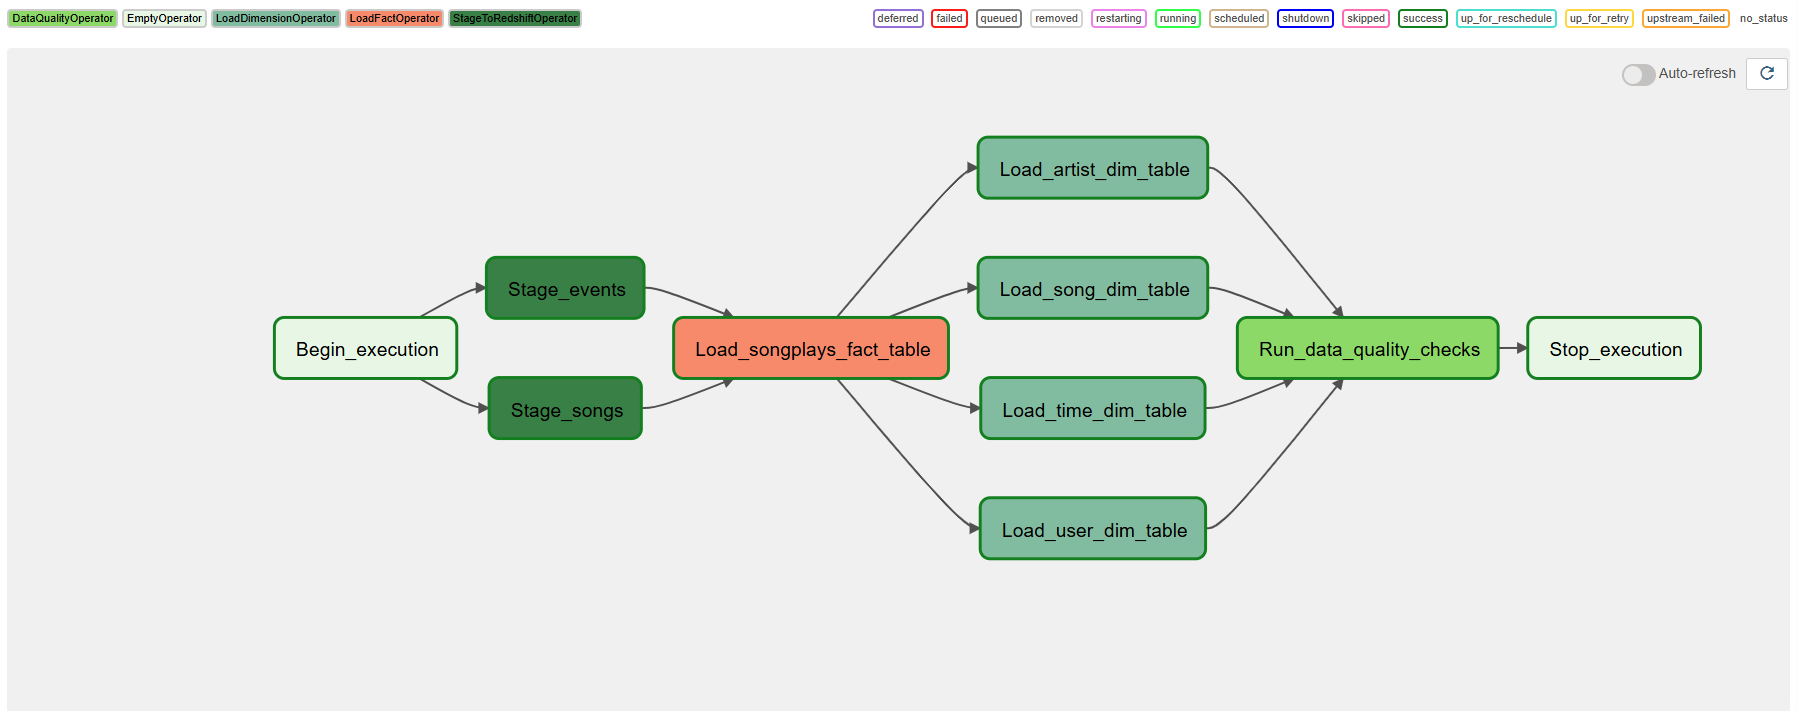 DataQualityOperator EmptyOperator LoadDimensionOperator LoadFactOperator StageToRedshiftOperator deferred failed queued removed restarting running scheduled shutdown skipped success up_for_reschedule up_for_retry upstream_failed no_status
Auto-refresh
Load_artist_dim_table
Stage_events Load_song_dim_table
Begin_execution Load_songplays_fact_table Run_data_quality_checks Stop_execution
Stage_songs Load_time_dim_table
Load_user_dim_table